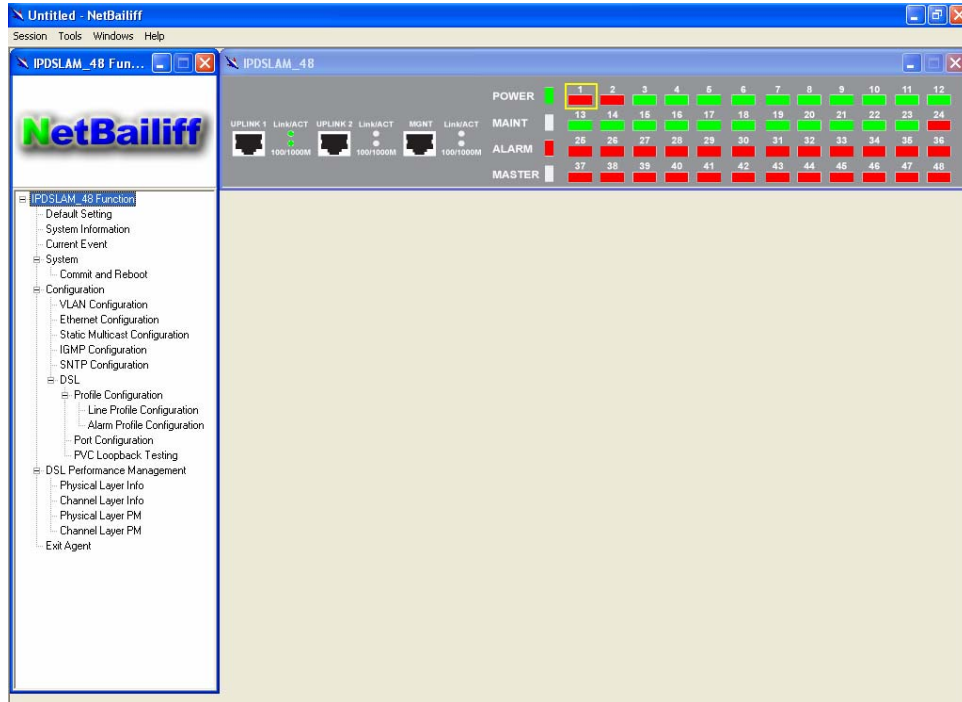 Untitled - NetBailiff
Session Tools Windows Help
IPDSLAM_48 Fun...
NetBailiff
IPDSLAM_48 Function
Default Setting
System Information
Current Event
System
Commit and Reboot
Configuration
VLAN Configuration
Ethernet Configuration
Static Multicast Configuration
IGMP Configuration
SNTP Configuration
DSL
Profile Configuration
Line Profile Configuration
Alarm Profile Configuration
Port Configuration
PVC Loopback Testing
DSL Performance Management
Physical Layer Info
Channel Layer Info
Physical Layer PM
Channel Layer PM
Exit Agent
IPDSLAM_48
UPLINK 1 Link/ACT UPLINK 2 Link/ACT MGNT Link/ACT
100/1000M 100/1000M 100/1000M
POWER 1 2 3 4 5 6 7 8 9 10 11 12
MAINT 13 14 15 16 17 18 19 20 21 22 23 24
ALARM 25 26 27 28 29 30 31 32 33 34 35 36
MASTER 37 38 39 40 41 42 43 44 45 46 47 48